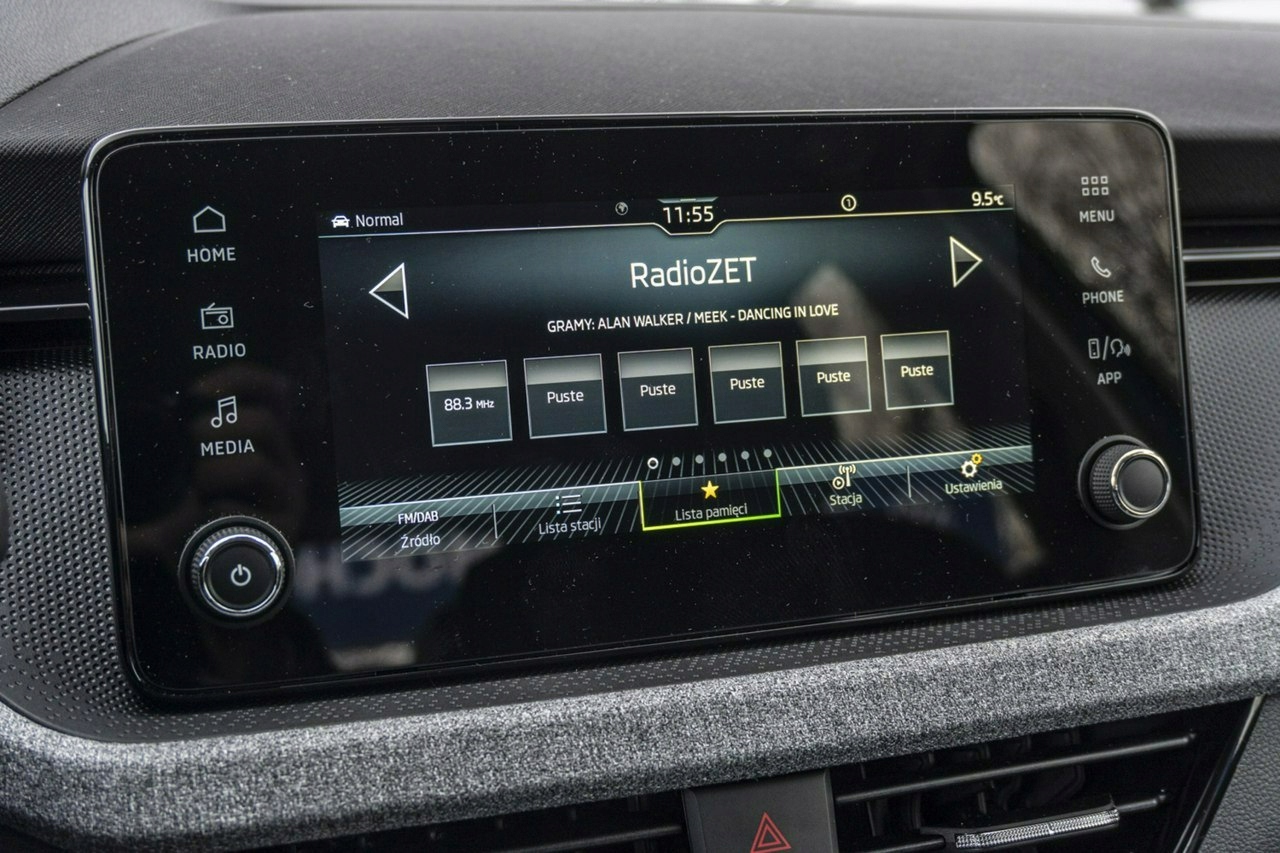 HOME
RADIO
MEDIA
Normal
11:55
9.5°C
RadioZET
GRAMY: ALAN WALKER / MEEK - DANCING IN LOVE
88.3 MHz
Puste
Puste
Puste
Puste
Puste
FM/DAB
Źródło
Lista stacji
Lista pamięci
Stacja
Ustawienia
MENU
PHONE
APP